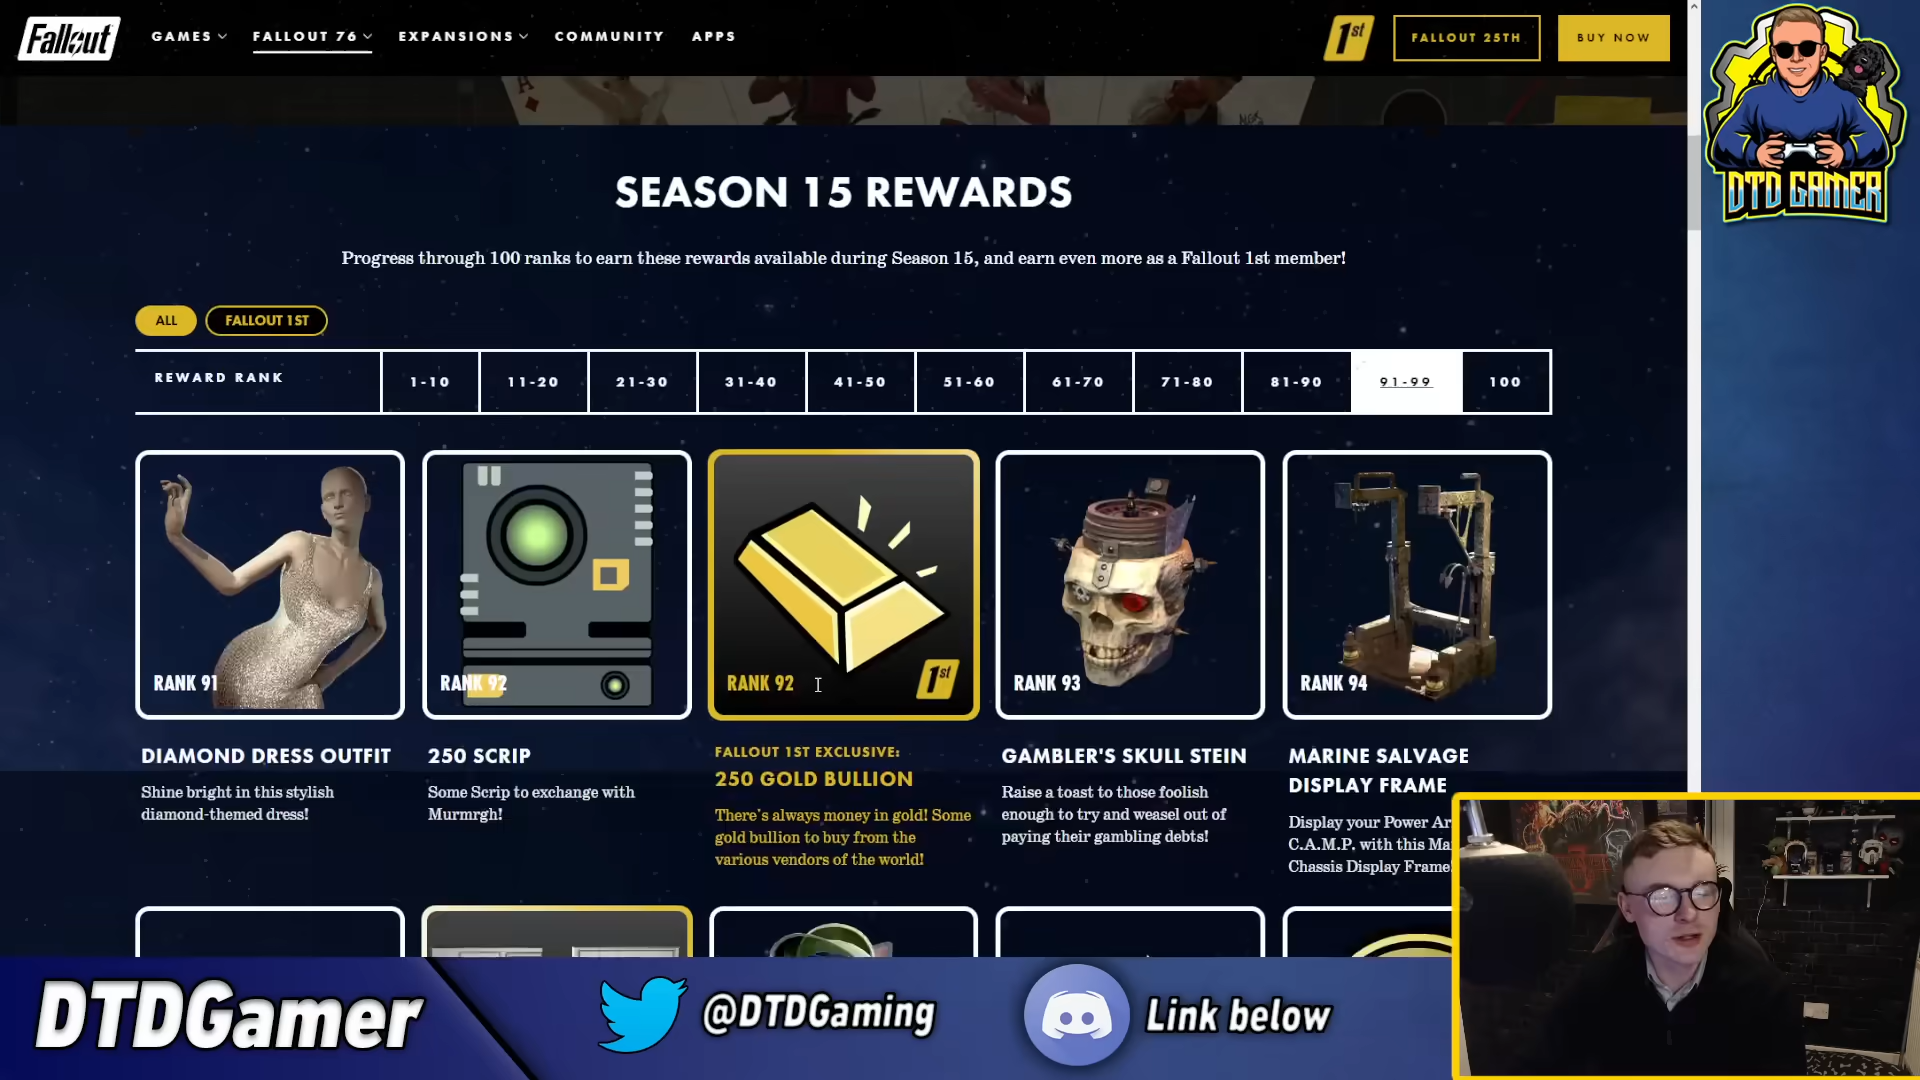 Fallout
GAMES
FALLOUT 76
EXPANSIONS
COMMUNITY
APPS
1st
FALLOUT 25TH
BUY NOW
DTD GAMER
A
SEASON 15 REWARDS
Progress through 100 ranks to earn these rewards available during Season 15, and earn even more as a Fallout 1st member!
ALL
FALLOUT 1ST
REWARD RANK
1-10
11-20
21-30
31-40
41-50
51-60
61-70
71-80
81-90
91-99
100
RANK 91
RANK 92
RANK 92
1st
RANK 93
RANK 94
DIAMOND DRESS OUTFIT
Shine bright in this stylish
diamond-themed dress!
250 SCRIP
Some Scrip to exchange with
Murmrgh!
FALLOUT 1ST EXCLUSIVE:
250 GOLD BULLION
There's always money in gold! Some
gold bullion to buy from the
various vendors of the world!
GAMBLER'S SKULL STEIN
Raise a toast to those foolish
enough to try and weasel out of
paying their gambling debts!
MARINE SALVAGE
DISPLAY FRAME
Display your Power Ar
C.A.M.P. with this Ma
Chassis Display Frame
DTDGamer
@DTDGaming
Link below